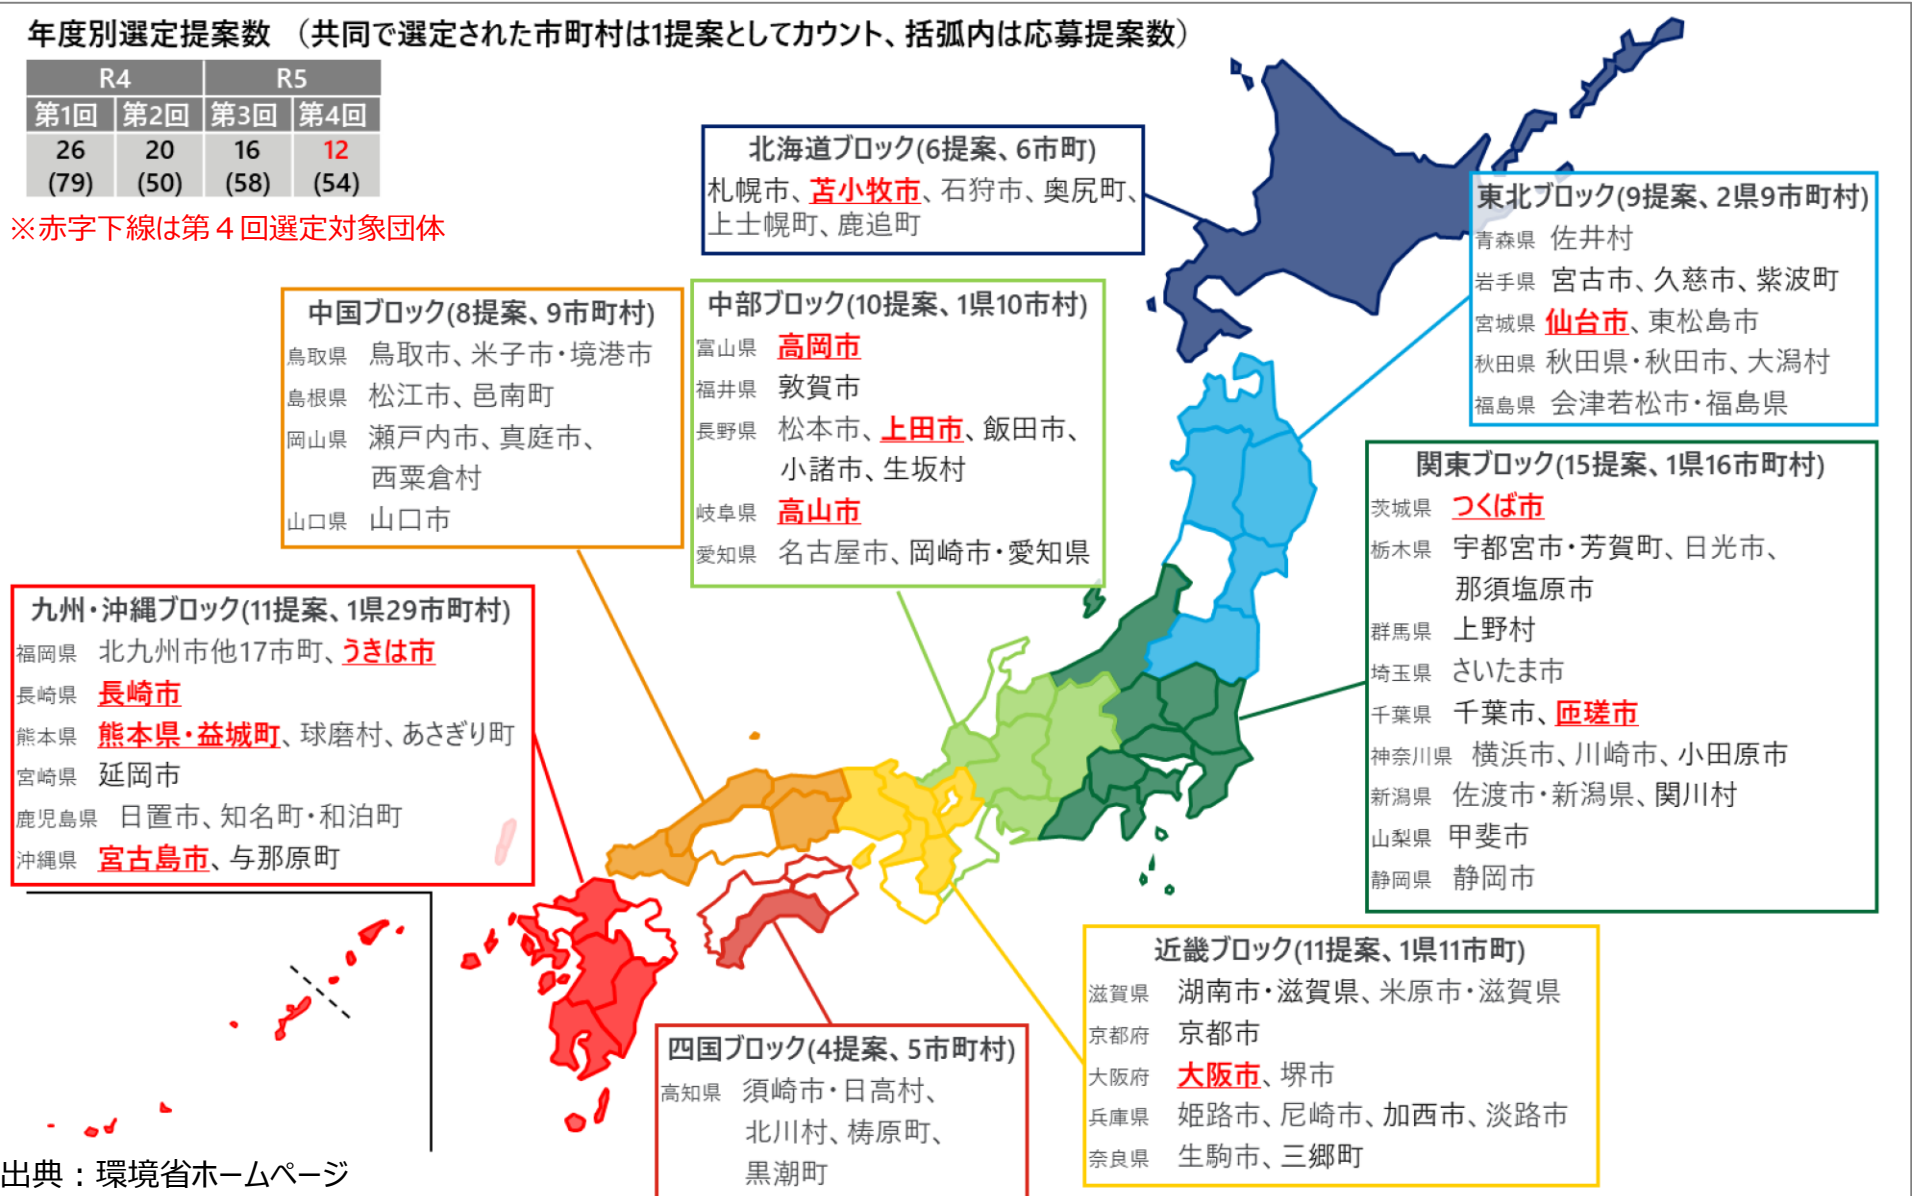 年度別選定提案数 （共同で選定された市町村は1提案としてカウント、括弧内は応募提案数）
R4 R5
第1回 第2回 第3回 第4回
26 20 16 12
(79) (50) (58) (54)
※赤字下線は第４回選定対象団体
北海道ブロック(6提案、6市町)
札幌市、苫小牧市、石狩市、奥尻町、
上士幌町、鹿追町
東北ブロック(9提案、2県9市町村)
青森県 佐井村
岩手県 宮古市、久慈市、紫波町
宮城県 仙台市、東松島市
秋田県 秋田県・秋田市、大潟村
福島県 会津若松市・福島県
中国ブロック(8提案、9市町村)
鳥取県 鳥取市、米子市・境港市
島根県 松江市、邑南町
岡山県 瀬戸内市、真庭市、
西粟倉村
山口県 山口市
中部ブロック(10提案、1県10市村)
富山県 高岡市
福井県 敦賀市
長野県 松本市、上田市、飯田市、
小諸市、生坂村
岐阜県 高山市
愛知県 名古屋市、岡崎市・愛知県
関東ブロック(15提案、1県16市町村)
茨城県 つくば市
栃木県 宇都宮市・芳賀町、日光市、
那須塩原市
群馬県 上野村
埼玉県 さいたま市
千葉県 千葉市、匝瑳市
神奈川県 横浜市、川崎市、小田原市
新潟県 佐渡市・新潟県、関川村
山梨県 甲斐市
静岡県 静岡市
九州・沖縄ブロック(11提案、1県29市町村)
福岡県 北九州市他17市町、うきは市
長崎県 長崎市
熊本県 熊本県・益城町、球磨村、あさぎり町
宮崎県 延岡市
鹿児島県 日置市、知名町・和泊町
沖縄県 宮古島市、与那原町
近畿ブロック(11提案、1県11市町)
滋賀県 湖南市・滋賀県、米原市・滋賀県
京都府 京都市
大阪府 大阪市、堺市
兵庫県 姫路市、尼崎市、加西市、淡路市
奈良県 生駒市、三郷町
四国ブロック(4提案、5市町村)
高知県 須崎市・日高村、
北川村、梼原町、
黒潮町
出典：環境省ホームページ